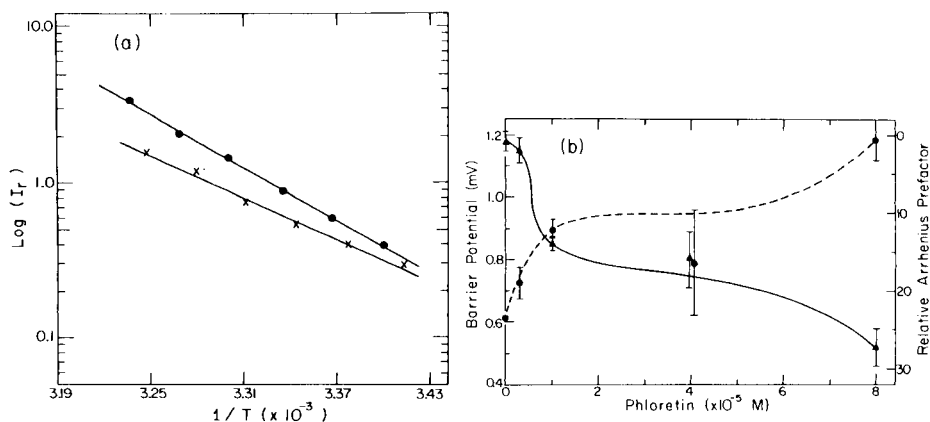 (a)
10.0
1.0
0.1
Log (Ir)
3.19 3.25 3.31 3.37 3.43
1/T (x10⁻³)
(b)
1.2
1.0
0.8
0.6
0.4
Barrier Potential (mV)
0 2 4 6 8
Phloretin (x10⁻⁵ M)
0
10
20
30
Relative Arrhenius Prefactor